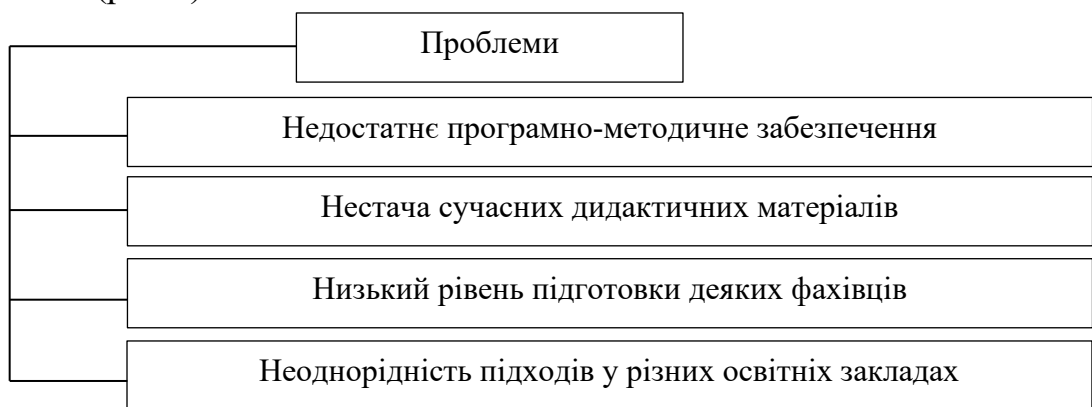 Проблеми
Недостатнє програмно-методичне забезпечення
Нестача сучасних дидактичних матеріалів
Низький рівень підготовки деяких фахівців
Неоднорідність підходів у різних освітніх закладах